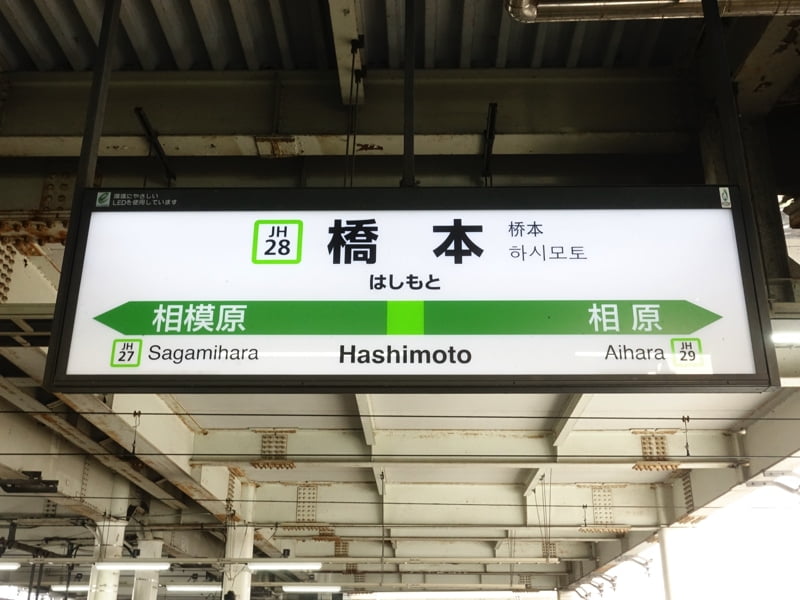 環境にやさしい
LEDを使用しています
JH
28
橋本
桥本
하시모토
はしもと
相模原
相原
JH
27
Sagamihara
Hashimoto
Aihara
JH
29